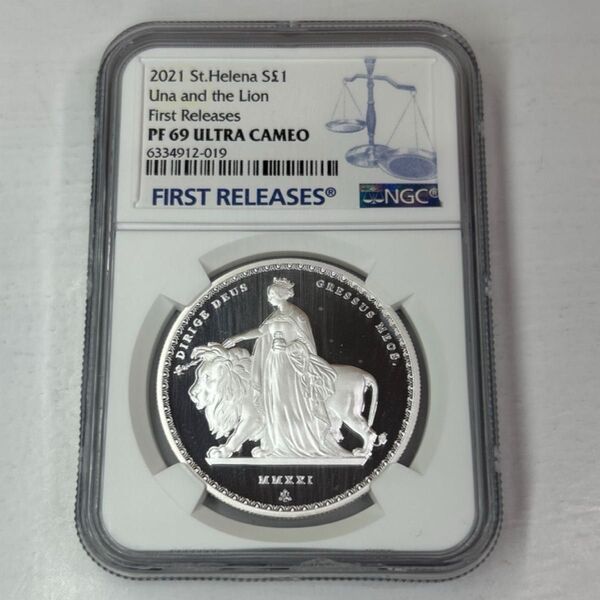 2021 St.Helena S£1
Una and the Lion
First Releases
PF 69 ULTRA CAMEO
6334912-019
FIRST RELEASES®
NGC®
DIRIGE DEUS GRESSUS MEOS.
MMXXI